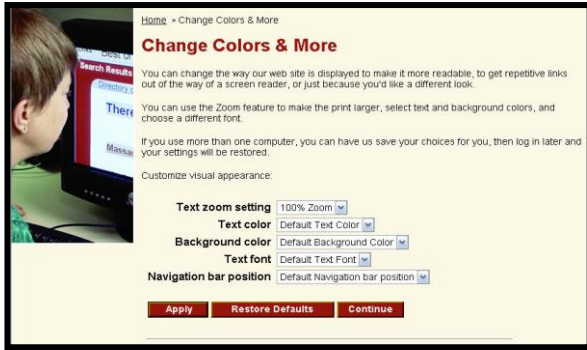 Home > Change Colors & More
Change Colors & More
Search Results
There
Massac
You can change the way our web site is displayed to make it more readable, to get repetitive links
out of the way of a screen reader, or just because you'd like a different look.
You can use the Zoom feature to make the print larger, select text and background colors, and
choose a different font.
If you use more than one computer, you can have us save your choices for you, then log in later and
your settings will be restored.
Customize visual appearance:
Text zoom setting 100% Zoom
Text color Default Text Color
Background color Default Background Color
Text font Default Text Font
Navigation bar position Default Navigation bar position
Apply Restore Defaults Continue